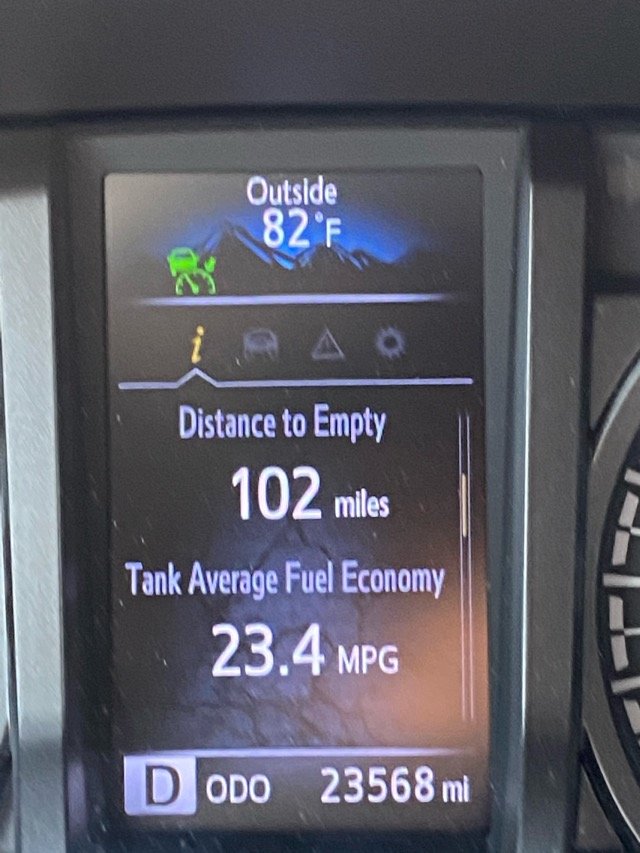 Outside
82°F
i
Distance to Empty
102 miles
Tank Average Fuel Economy
23.4 MPG
D ODO 23568 mi